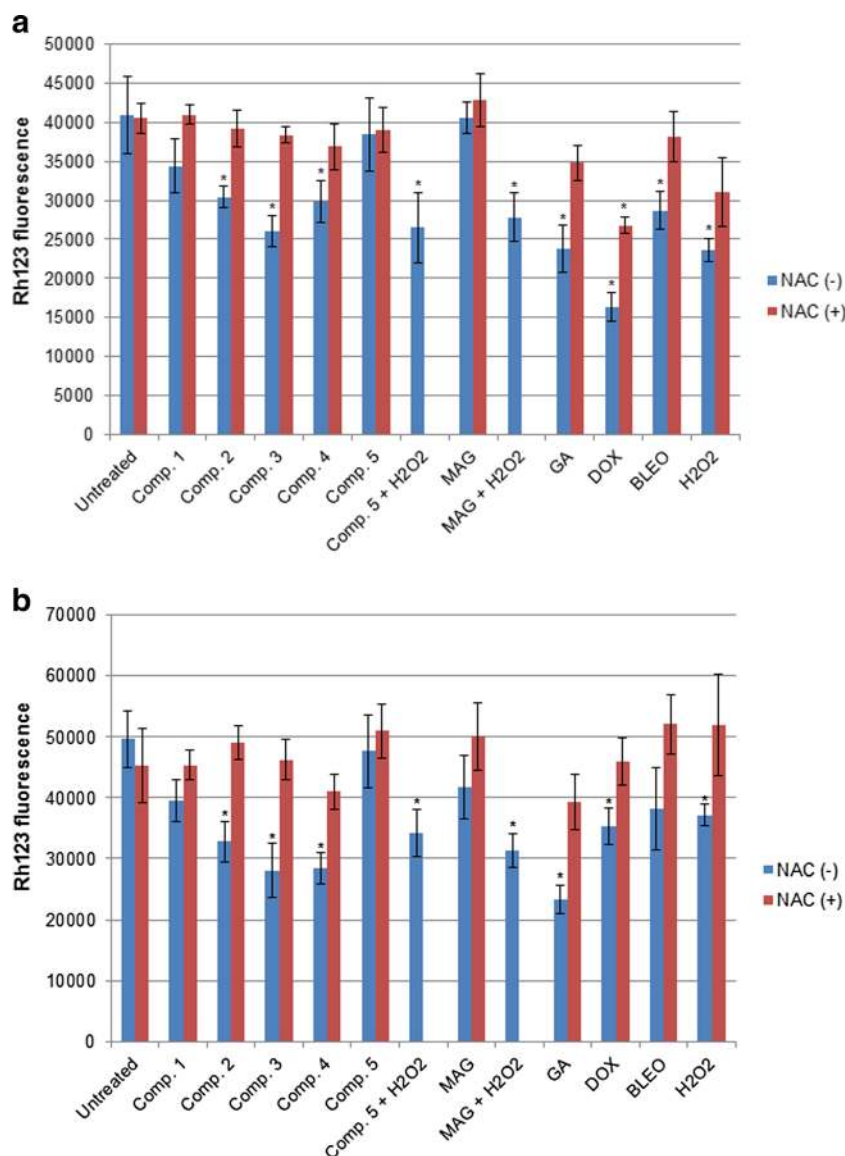 a
50000
45000
40000
35000
30000
25000
20000
15000
10000
5000
0
Rh123 fluorescence
* * * * * * * * * *
Untreated
Comp. 1
Comp. 2
Comp. 3
Comp. 4
Comp. 5
Comp. 5 + H2O2
MAG
MAG + H2O2
GA
DOX
BLEO
H2O2
NAC (-)
NAC (+)
b
70000
60000
50000
40000
30000
20000
10000
0
Rh123 fluorescence
* * * * * * * *
Untreated
Comp. 1
Comp. 2
Comp. 3
Comp. 4
Comp. 5
Comp. 5 + H2O2
MAG
MAG + H2O2
GA
DOX
BLEO
H2O2
NAC (-)
NAC (+)